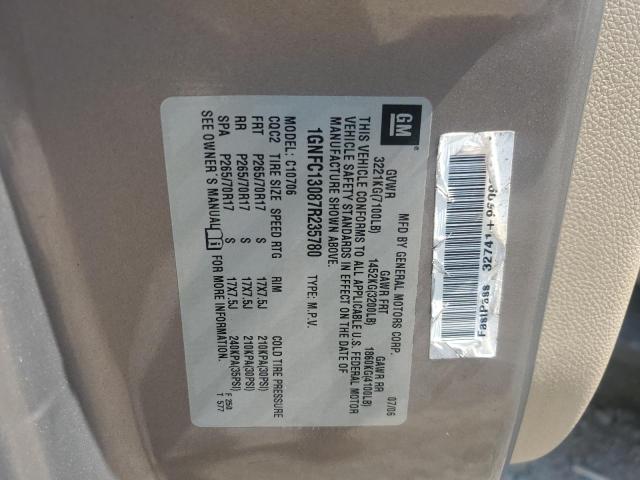 GM
MFD BY GENERAL MOTORS CORP. 07/06
GVWR GAWR FRT GAWR RR
3221KG(7100LB) 1452KG(3200LB) 1860KG(4100LB)
THIS VEHICLE CONFORMS TO ALL APPLICABLE U.S. FEDERAL MOTOR
VEHICLE SAFETY STANDARDS IN EFFECT ON THE DATE OF
MANUFACTURE SHOWN ABOVE.
1GNFC13087R235780 TYPE: M.P.V.
MODEL: C10706
COC2 TIRE SIZE SPEED RTG RIM COLD TIRE PRESSURE
FRT P265/70R17 S 17X7.5J 210KPA(30PSI)
RR P265/70R17 S 17X7.5J 210KPA(30PSI)
SPA P265/70R17 S 17X7.5J 240KPA(35PSI)
SEE OWNER'S MANUAL FOR MORE INFORMATION.
F 250
T 577